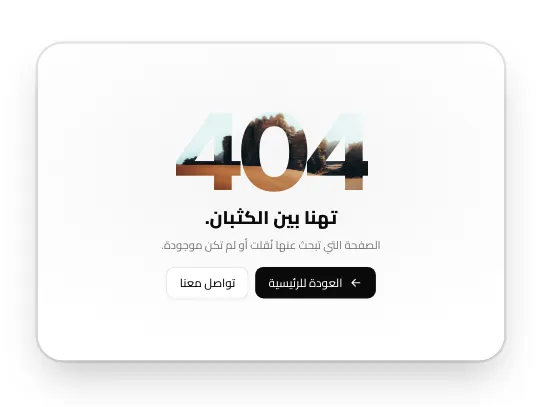 404
تهنا بين الكثبان.
الصفحة التي تبحث عنها نُقلت أو لم تكن موجودة.
العودة للرئيسية ←
تواصل معنا